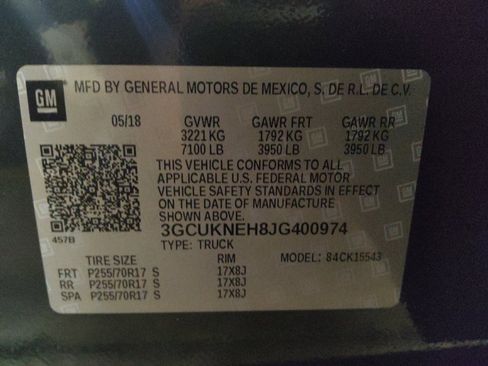 GM
MFD BY GENERAL MOTORS DE MEXICO, S. DE R.L. DE C.V.
05/18 GVWR GAWR FRT GAWR RR
3221 KG 1792 KG 1792 KG
7100 LB 3950 LB 3950 LB
THIS VEHICLE CONFORMS TO ALL
APPLICABLE U.S. FEDERAL MOTOR
VEHICLE SAFETY STANDARDS IN EFFECT
ON THE DATE OF MANUFACTURE
SHOWN ABOVE.
3GCUKNEH8JG400974
457B TYPE: TRUCK
TIRE SIZE RIM MODEL: 84CK15543
FRT P255/70R17 S 17X8J
RR P255/70R17 S 17X8J
SPA P255/70R17 S 17X8J